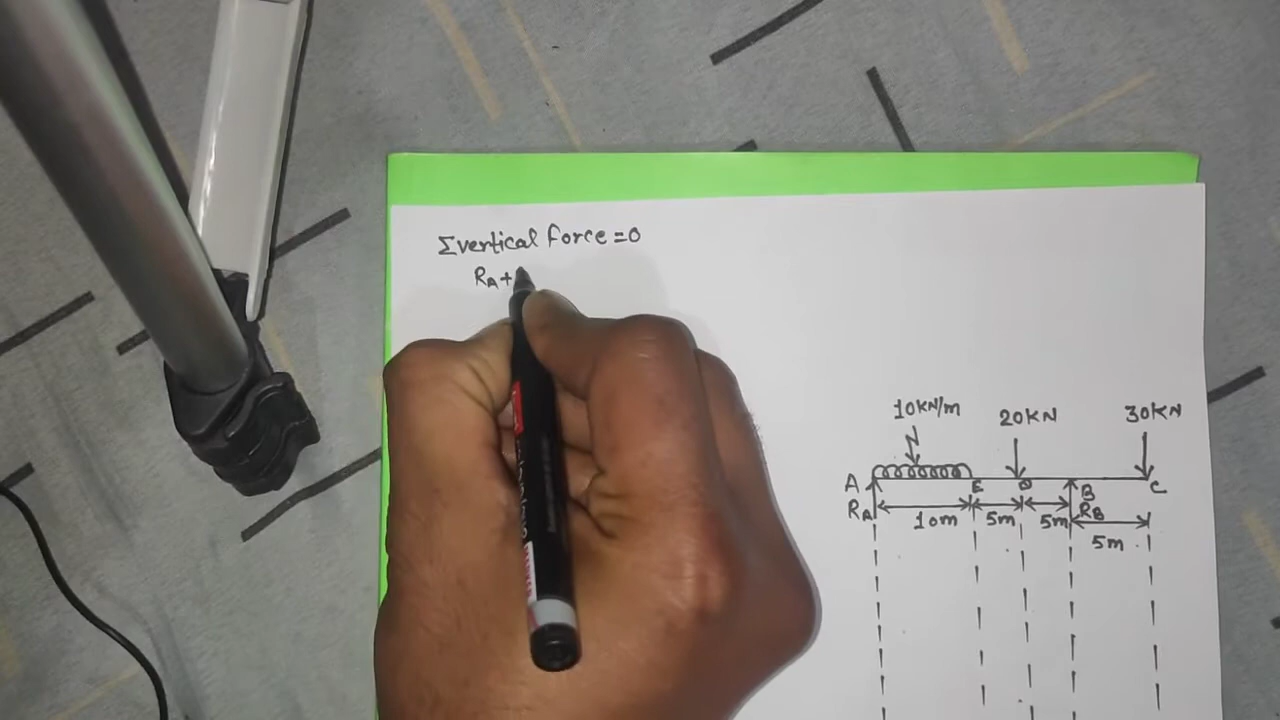 Σvertical force=0
RA+
10KN/m
20KN
30KN
A
E
D
B
C
RA
10m
5m
5m
RB
5m